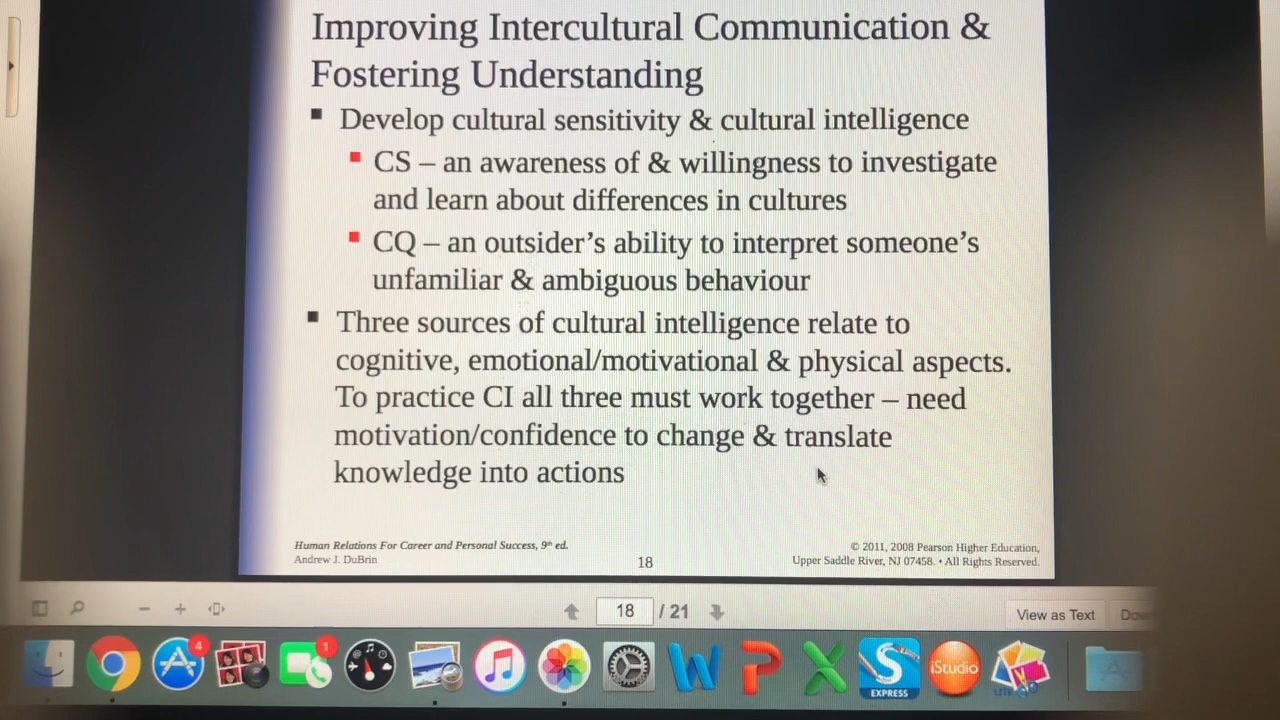 Improving Intercultural Communication &
Fostering Understanding
Develop cultural sensitivity & cultural intelligence
CS – an awareness of & willingness to investigate
and learn about differences in cultures
CQ – an outsider’s ability to interpret someone’s
unfamiliar & ambiguous behaviour
Three sources of cultural intelligence relate to
cognitive, emotional/motivational & physical aspects.
To practice CI all three must work together – need
motivation/confidence to change & translate
knowledge into actions
Human Relations For Career and Personal Success, 9th ed.
Andrew J. DuBrin
18
© 2011, 2008 Pearson Higher Education,
Upper Saddle River, NJ 07458. • All Rights Reserved.
18 / 21
View as Text
4
1
W
P
X
S
EXPRESS
iStudio